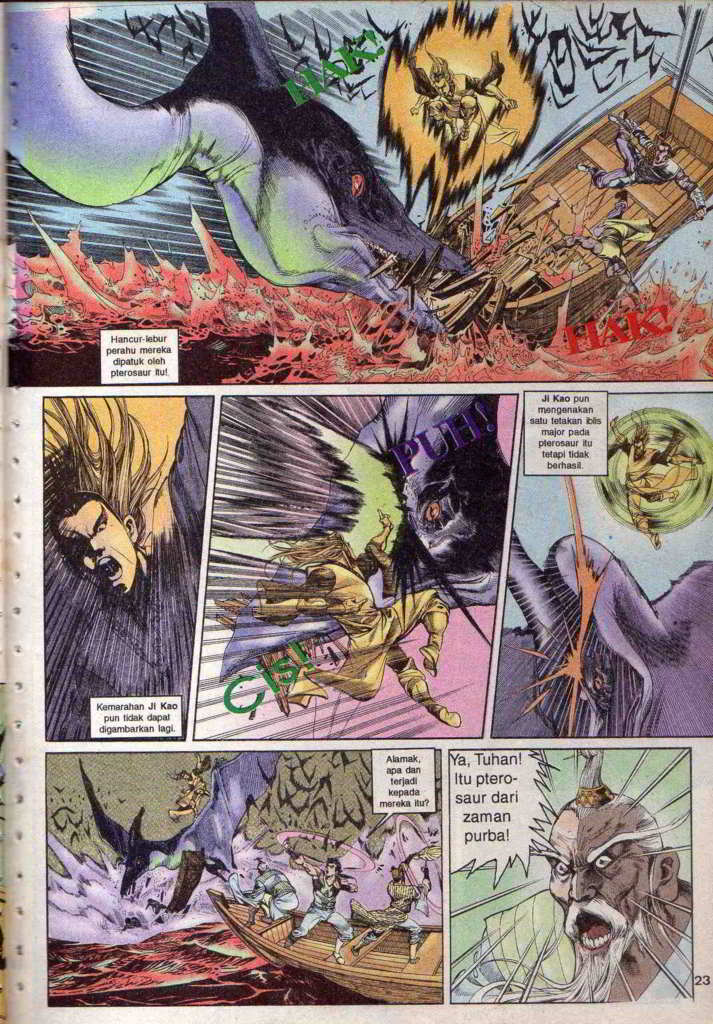 HAK!
HAK!
Hancur-lebur
perahu mereka
dipatuk oleh
pterosaur itu!
Kemarahan Ji Kao
pun tidak dapat
digambarkan lagi.
PUH!
Cis!
Ji Kao pun
mengenakan
satu tetakan iblis
major pada
pterosaur itu
tetapi tidak
berhasil.
Alamak,
apa dan
terjadi
kepada
mereka itu?
Ya, Tuhan!
Itu ptero-
saur dari
zaman
purba!
23